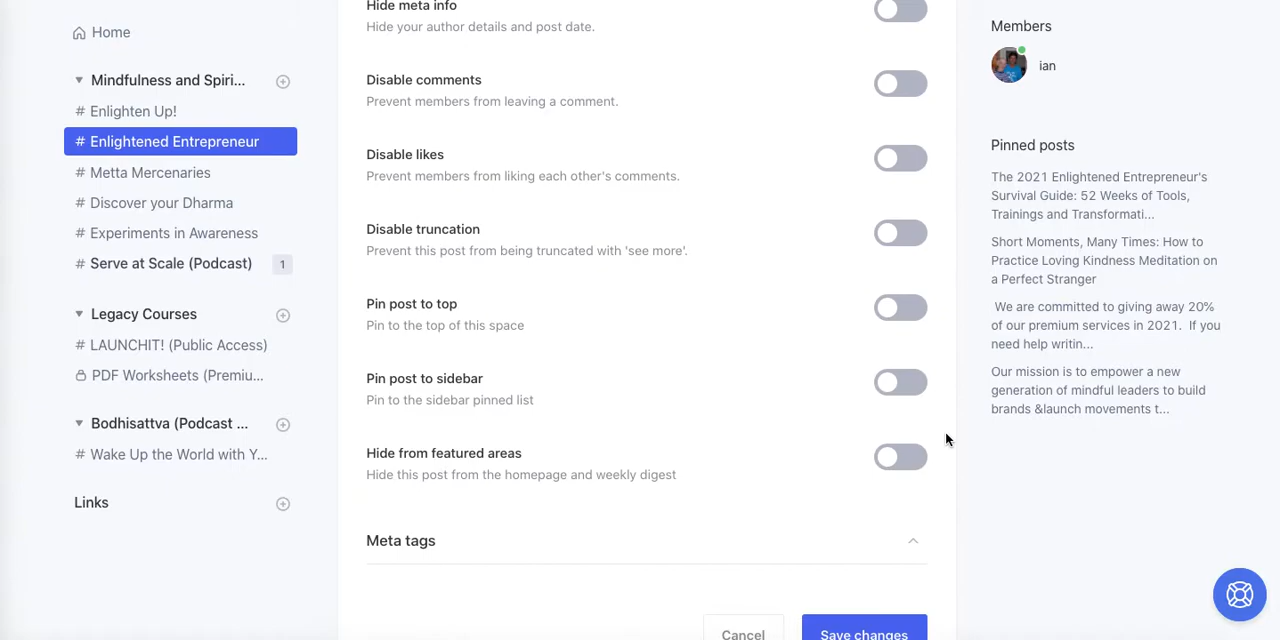 Home
Mindfulness and Spiri...
# Enlighten Up!
# Enlightened Entrepreneur
# Metta Mercenaries
# Discover your Dharma
# Experiments in Awareness
# Serve at Scale (Podcast) 1
Legacy Courses
# LAUNCHIT! (Public Access)
PDF Worksheets (Premiu...
Bodhisattva (Podcast ...
# Wake Up the World with Y...
Links
Hide meta info
Hide your author details and post date.
Disable comments
Prevent members from leaving a comment.
Disable likes
Prevent members from liking each other's comments.
Disable truncation
Prevent this post from being truncated with 'see more'.
Pin post to top
Pin to the top of this space
Pin post to sidebar
Pin to the sidebar pinned list
Hide from featured areas
Hide this post from the homepage and weekly digest
Meta tags
Cancel
Save changes
Members
ian
Pinned posts
The 2021 Enlightened Entrepreneur's
Survival Guide: 52 Weeks of Tools,
Trainings and Transformati...
Short Moments, Many Times: How to
Practice Loving Kindness Meditation on
a Perfect Stranger
We are committed to giving away 20%
of our premium services in 2021. If you
need help writin...
Our mission is to empower a new
generation of mindful leaders to build
brands &launch movements t...